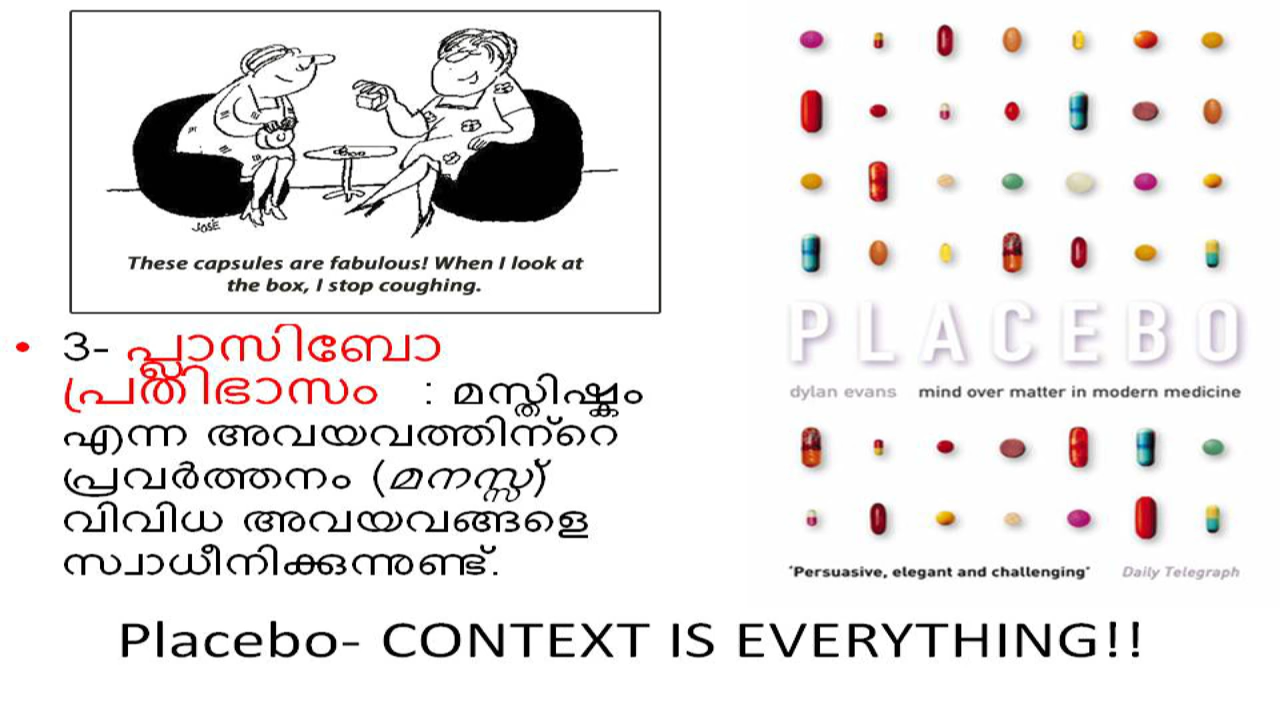 JOSÉ
These capsules are fabulous! When I look at
the box, I stop coughing.
• 3- പ്ലാസിബോ
പ്രതിഭാസം : മസ്തിഷ്കം
എന്ന അവയവത്തിന്റെ
പ്രവർത്തനം (മനസ്സ്)
വിവിധ അവയവങ്ങളെ
സ്വാധീനിക്കുന്നുണ്ട്.
PLACEBO
dylan evans mind over matter in modern medicine
'Persuasive, elegant and challenging' Daily Telegraph
Placebo- CONTEXT IS EVERYTHING!!